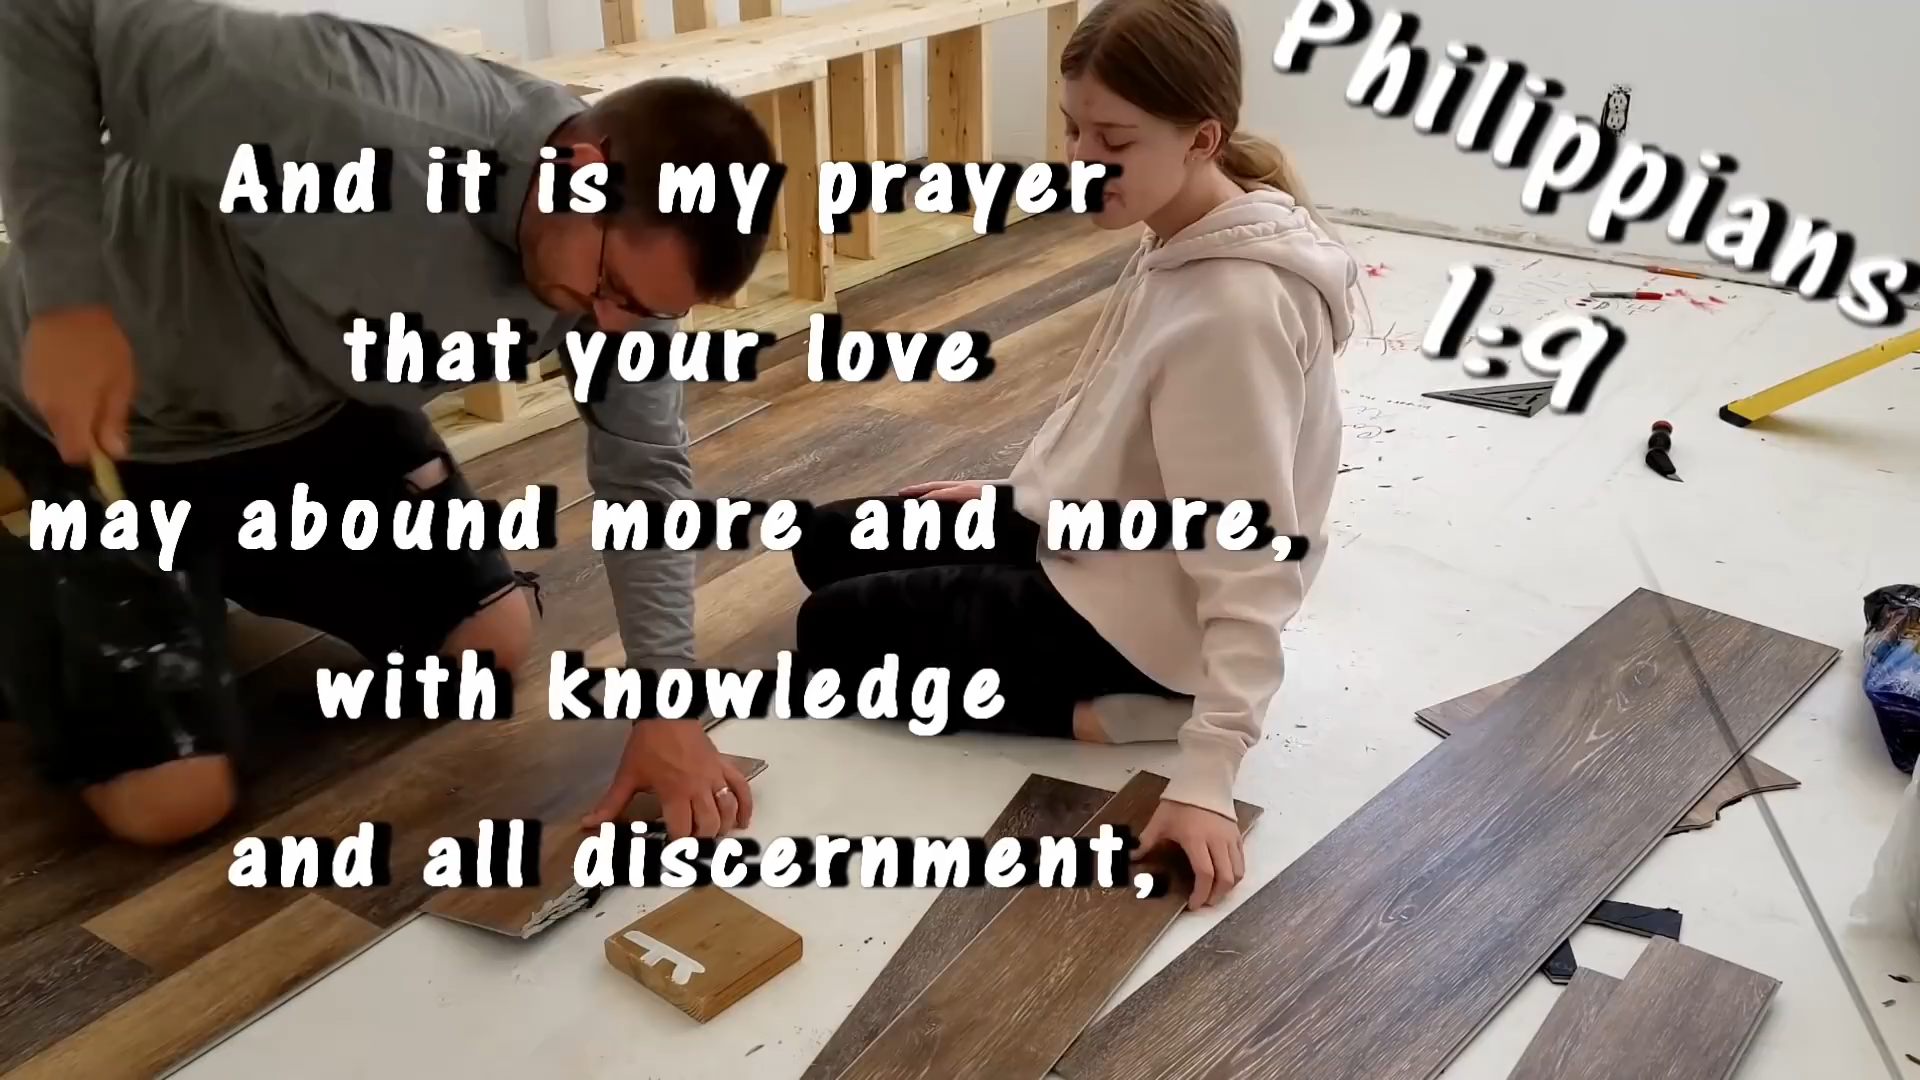 And it is my prayer
that your love
may abound more and more,
with knowledge
and all discernment,
Philippians
1:9